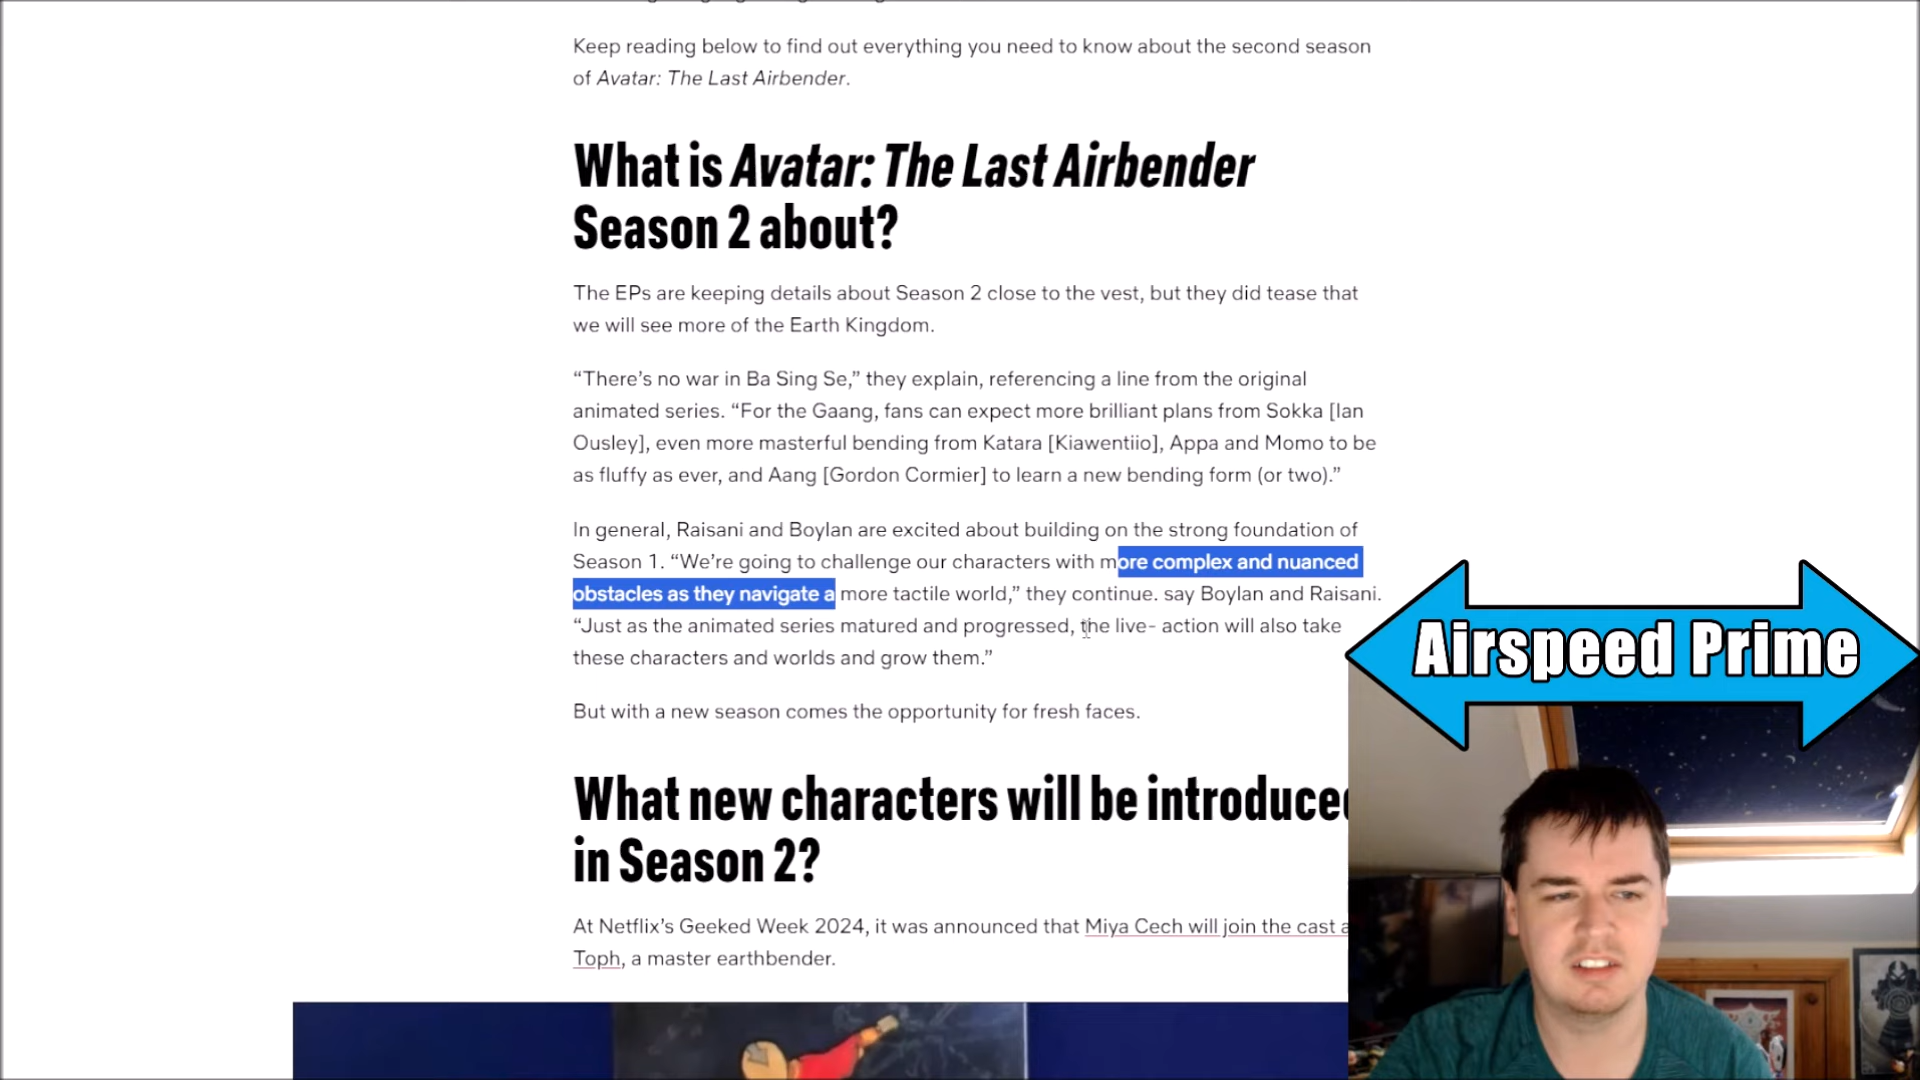 Keep reading below to find out everything you need to know about the second season
of Avatar: The Last Airbender.
What is Avatar: The Last Airbender
Season 2 about?
The EPs are keeping details about Season 2 close to the vest, but they did tease that
we will see more of the Earth Kingdom.
“There’s no war in Ba Sing Se,” they explain, referencing a line from the original
animated series. “For the Gaang, fans can expect more brilliant plans from Sokka [Ian
Ousley], even more masterful bending from Katara [Kiawentiio], Appa and Momo to be
as fluffy as ever, and Aang [Gordon Cormier] to learn a new bending form (or two).”
In general, Raisani and Boylan are excited about building on the strong foundation of
Season 1. “We’re going to challenge our characters with more complex and nuanced
obstacles as they navigate a more tactile world,” they continue. say Boylan and Raisani.
“Just as the animated series matured and progressed, the live- action will also take
these characters and worlds and grow them.”
But with a new season comes the opportunity for fresh faces.
What new characters will be introduced
in Season 2?
At Netflix’s Geeked Week 2024, it was announced that Miya Cech will join the cast a
Toph, a master earthbender.
Airspeed Prime